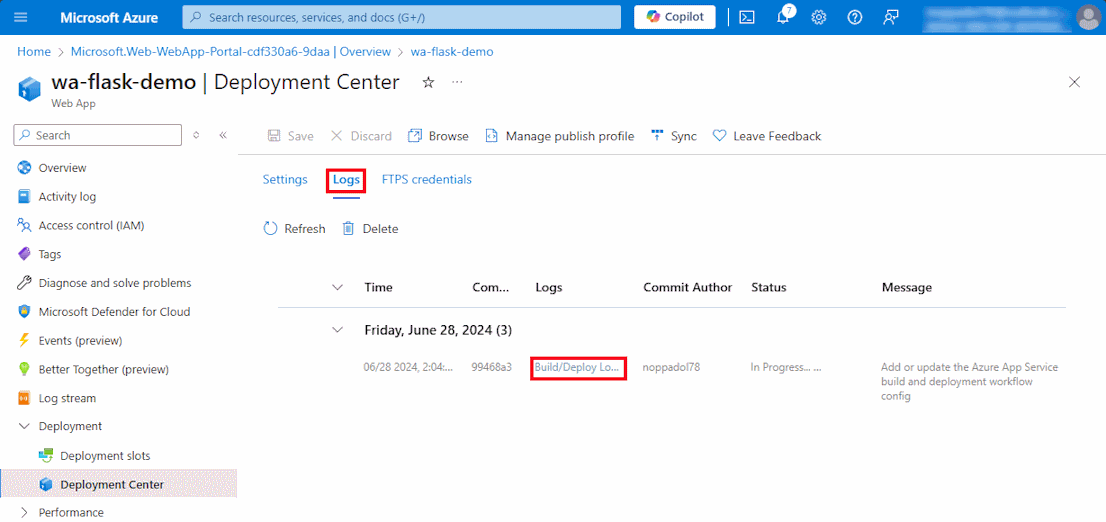 Microsoft Azure
Search resources, services, and docs (G+/)
Copilot
7
Home > Microsoft.Web-WebApp-Portal-cdf330a6-9daa | Overview > wa-flask-demo
wa-flask-demo | Deployment Center
Web App
Search
Save
Discard
Browse
Manage publish profile
Sync
Leave Feedback
Overview
Activity log
Access control (IAM)
Tags
Diagnose and solve problems
Microsoft Defender for Cloud
Events (preview)
Better Together (preview)
Log stream
Deployment
Deployment slots
Deployment Center
Performance
Settings Logs FTPS credentials
Refresh Delete
Time Com... Logs Commit Author Status Message
Friday, June 28, 2024 (3)
06/28 2024, 2:04:... 99468a3 Build/Deploy Lo... noppadol78 In Progress... ... Add or update the Azure App Service
build and deployment workflow
config